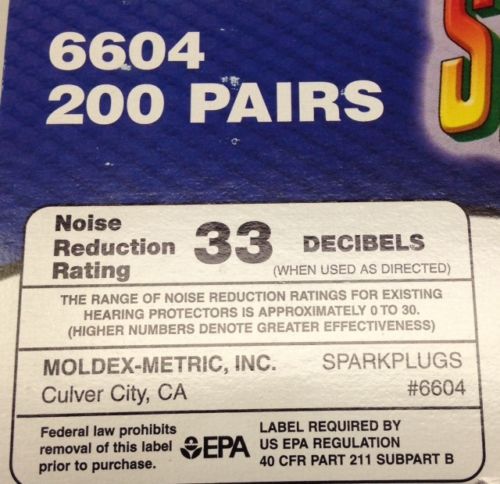 6604
200 PAIRS
S
Noise
Reduction
Rating
33
DECIBELS
(WHEN USED AS DIRECTED)
THE RANGE OF NOISE REDUCTION RATINGS FOR EXISTING
HEARING PROTECTORS IS APPROXIMATELY 0 TO 30.
(HIGHER NUMBERS DENOTE GREATER EFFECTIVENESS)
MOLDEX-METRIC, INC.
Culver City, CA
SPARKPLUGS
#6604
Federal law prohibits
removal of this label
prior to purchase.
EPA
LABEL REQUIRED BY
US EPA REGULATION
40 CFR PART 211 SUBPART B